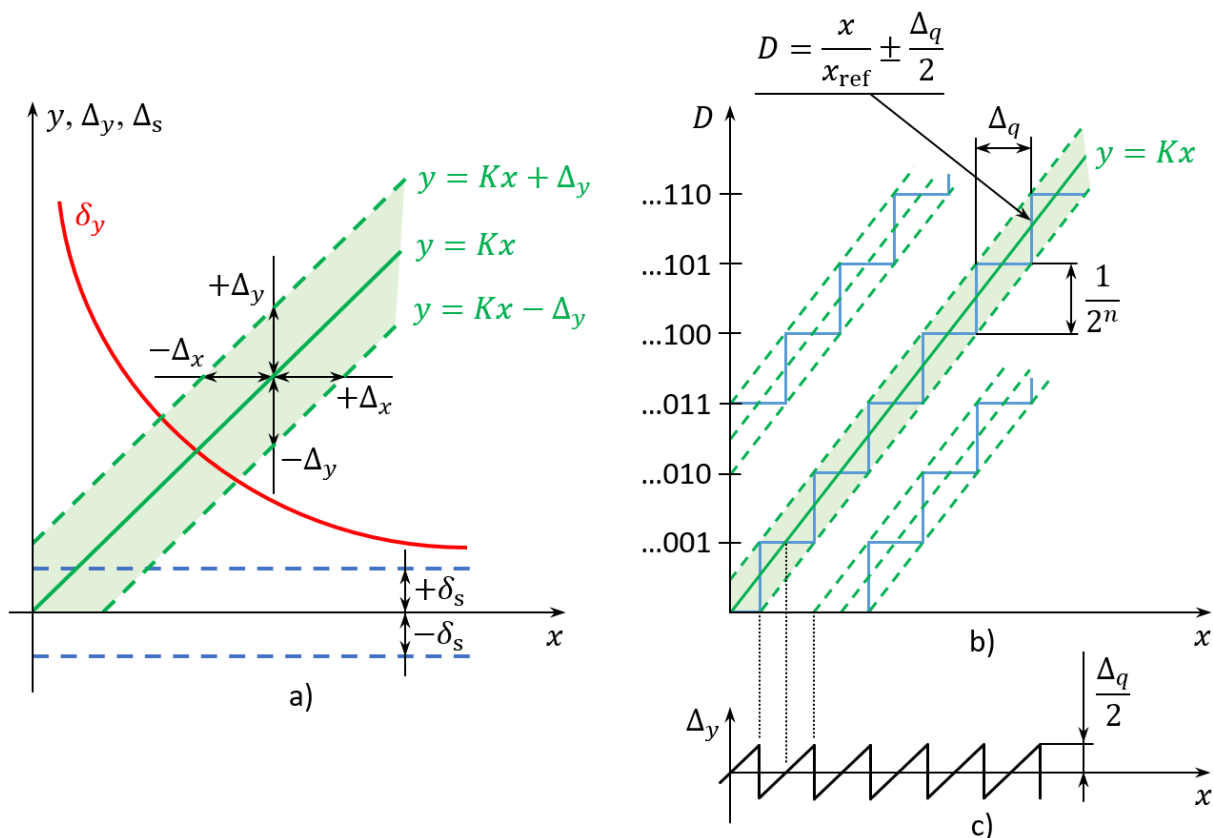 y, Δy, Δs
δy
y = Kx + Δy
y = Kx
y = Kx − Δy
+Δy
−Δx
+Δx
−Δy
+δs
−δs
x
a)
D = x/xref ± Δq/2
D
Δq
y = Kx
...110
...101
...100
...011
...010
...001
1/2ⁿ
x
b)
Δy
Δq/2
x
c)